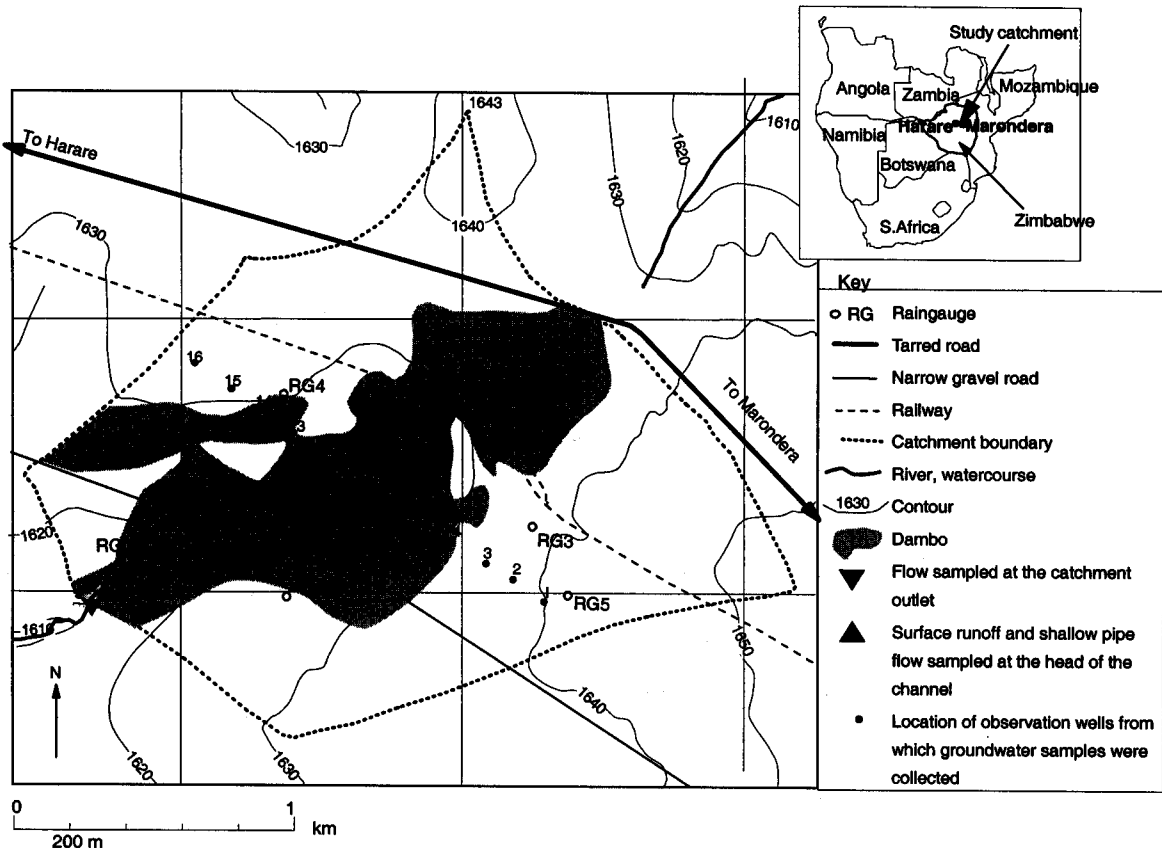 Study catchment
Angola
Zambia
Mozambique
Namibia
Harare
Marondera
Botswana
S.Africa
Zimbabwe
1643
To Harare
1630
1640
1630
1620
1610
1630
16
15
RG4
3
To Marondera
1620
RG
RG3
3
2
1
RG5
1610
1650
N
1640
1620
1630
0
1
km
200 m
Key
RG Raingauge
Tarred road
Narrow gravel road
Railway
Catchment boundary
River, watercourse
1630 Contour
Dambo
Flow sampled at the catchment
outlet
Surface runoff and shallow pipe
flow sampled at the head of the
channel
Location of observation wells from
which groundwater samples were
collected